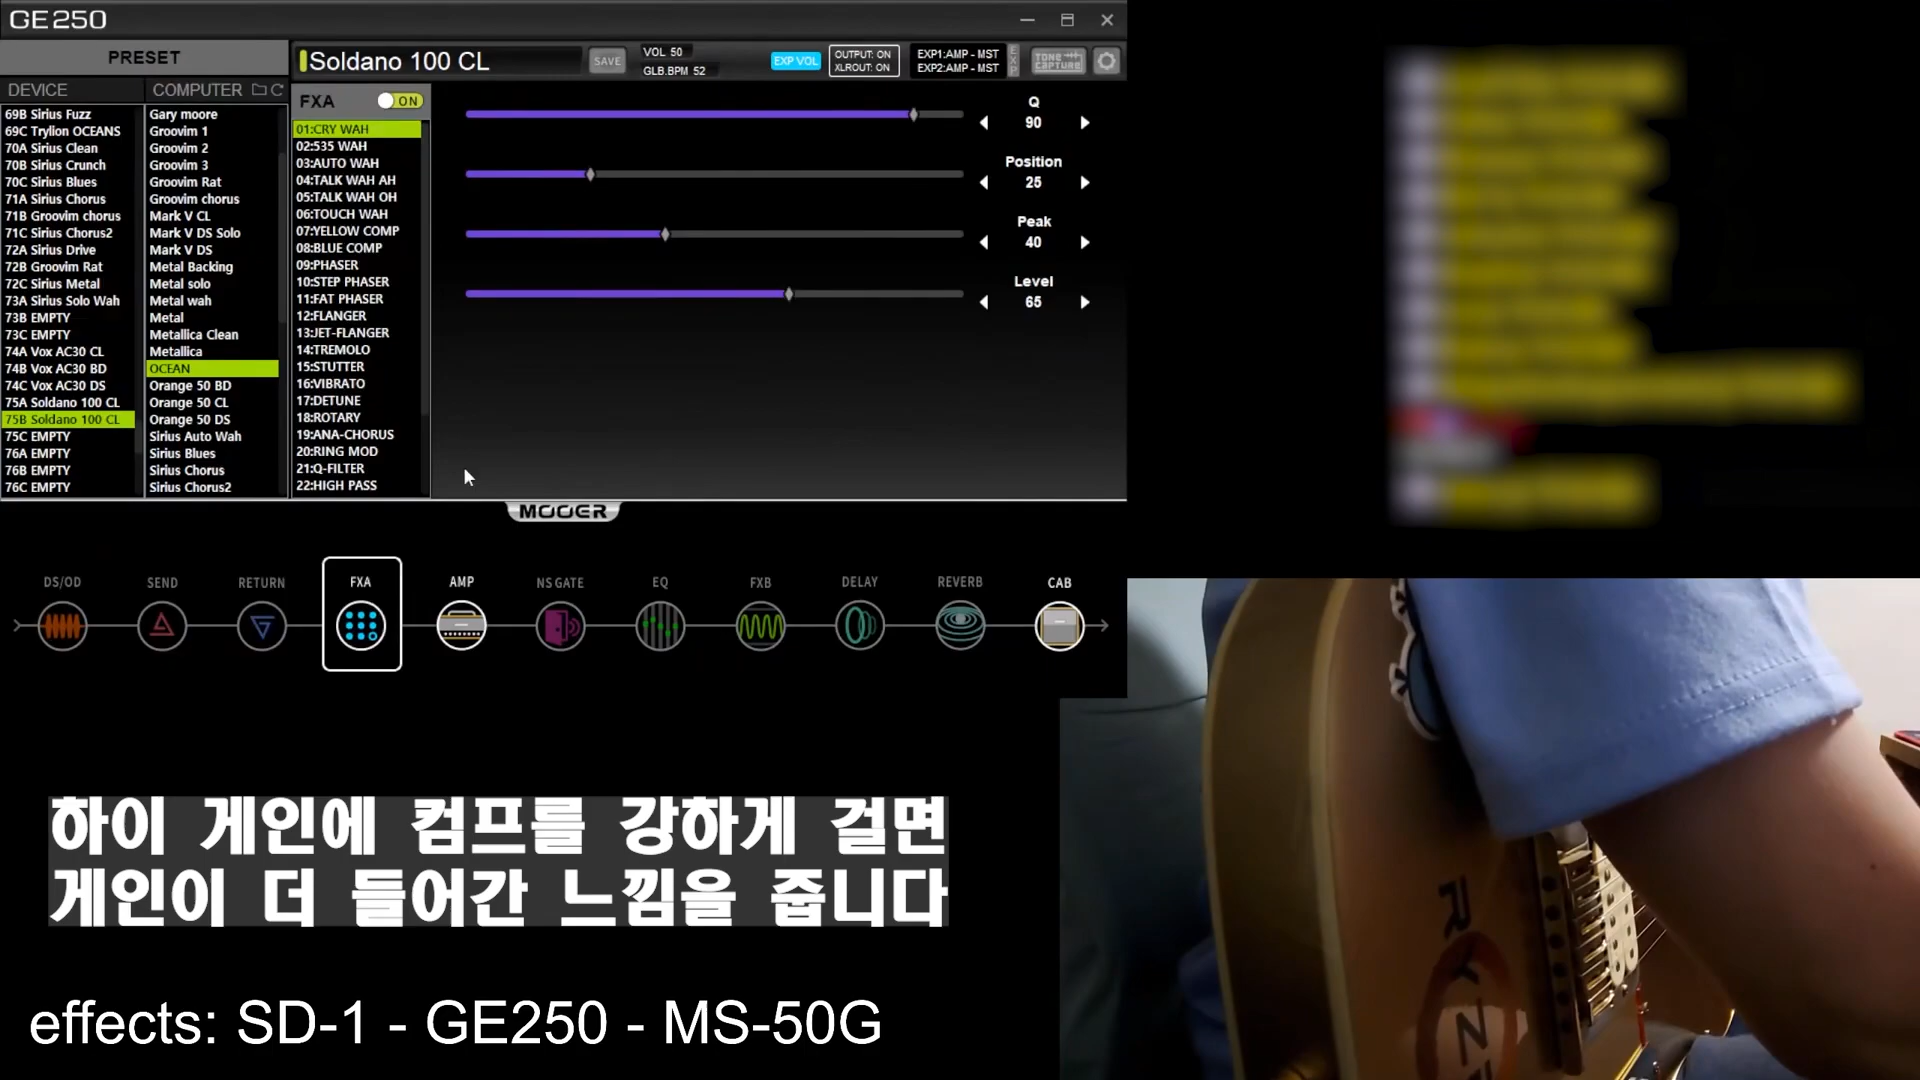 GE250
PRESET
Soldano 100 CL
SAVE
VOL 50
GLB.BPM 52
EXP VOL
OUTPUT: ON
XLROUT: ON
EXP1:AMP - MST
EXP2:AMP - MST
EXP
TONE CAPTURE
DEVICE
69B Sirius Fuzz
69C Trylion OCEANS
70A Sirius Clean
70B Sirius Crunch
70C Sirius Blues
71A Sirius Chorus
71B Groovim chorus
71C Sirius Chorus2
72A Sirius Drive
72B Groovim Rat
72C Sirius Metal
73A Sirius Solo Wah
73B EMPTY
73C EMPTY
74A Vox AC30 CL
74B Vox AC30 BD
74C Vox AC30 DS
75A Soldano 100 CL
75B Soldano 100 CL
75C EMPTY
76A EMPTY
76B EMPTY
76C EMPTY
COMPUTER
Gary moore
Groovim 1
Groovim 2
Groovim 3
Groovim Rat
Groovim chorus
Mark V CL
Mark V DS Solo
Mark V DS
Metal Backing
Metal solo
Metal wah
Metal
Metallica Clean
Metallica
OCEAN
Orange 50 BD
Orange 50 CL
Orange 50 DS
Sirius Auto Wah
Sirius Blues
Sirius Chorus
Sirius Chorus2
FXA
ON
01:CRY WAH
02:535 WAH
03:AUTO WAH
04:TALK WAH AH
05:TALK WAH OH
06:TOUCH WAH
07:YELLOW COMP
08:BLUE COMP
09:PHASER
10:STEP PHASER
11:FAT PHASER
12:FLANGER
13:JET-FLANGER
14:TREMOLO
15:STUTTER
16:VIBRATO
17:DETUNE
18:ROTARY
19:ANA-CHORUS
20:RING MOD
21:Q-FILTER
22:HIGH PASS
Q
90
Position
25
Peak
40
Level
65
MOOER
DS/OD
SEND
RETURN
FXA
AMP
NS GATE
EQ
FXB
DELAY
REVERB
CAB
하이 게인에 컴프를 강하게 걸면
게인이 더 들어간 느낌을 줍니다
effects: SD-1 - GE250 - MS-50G